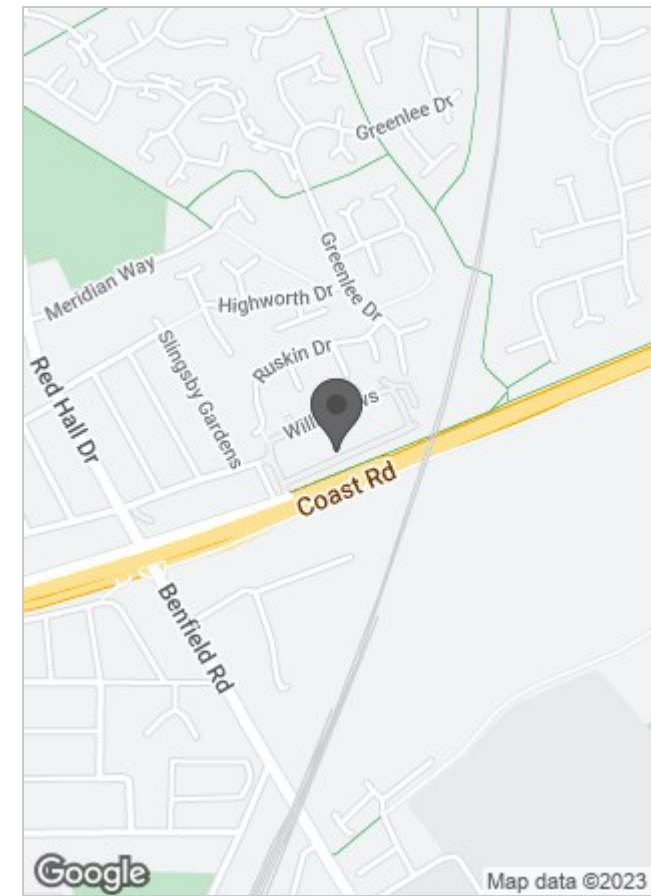 Greenlee Dr
Meridian Way
Greenlee Dr
Highworth Dr
Ruskin Dr
Slingsby Gardens
Red Hall Dr
Coast Rd
Benfield Rd
Google
Map data ©2023